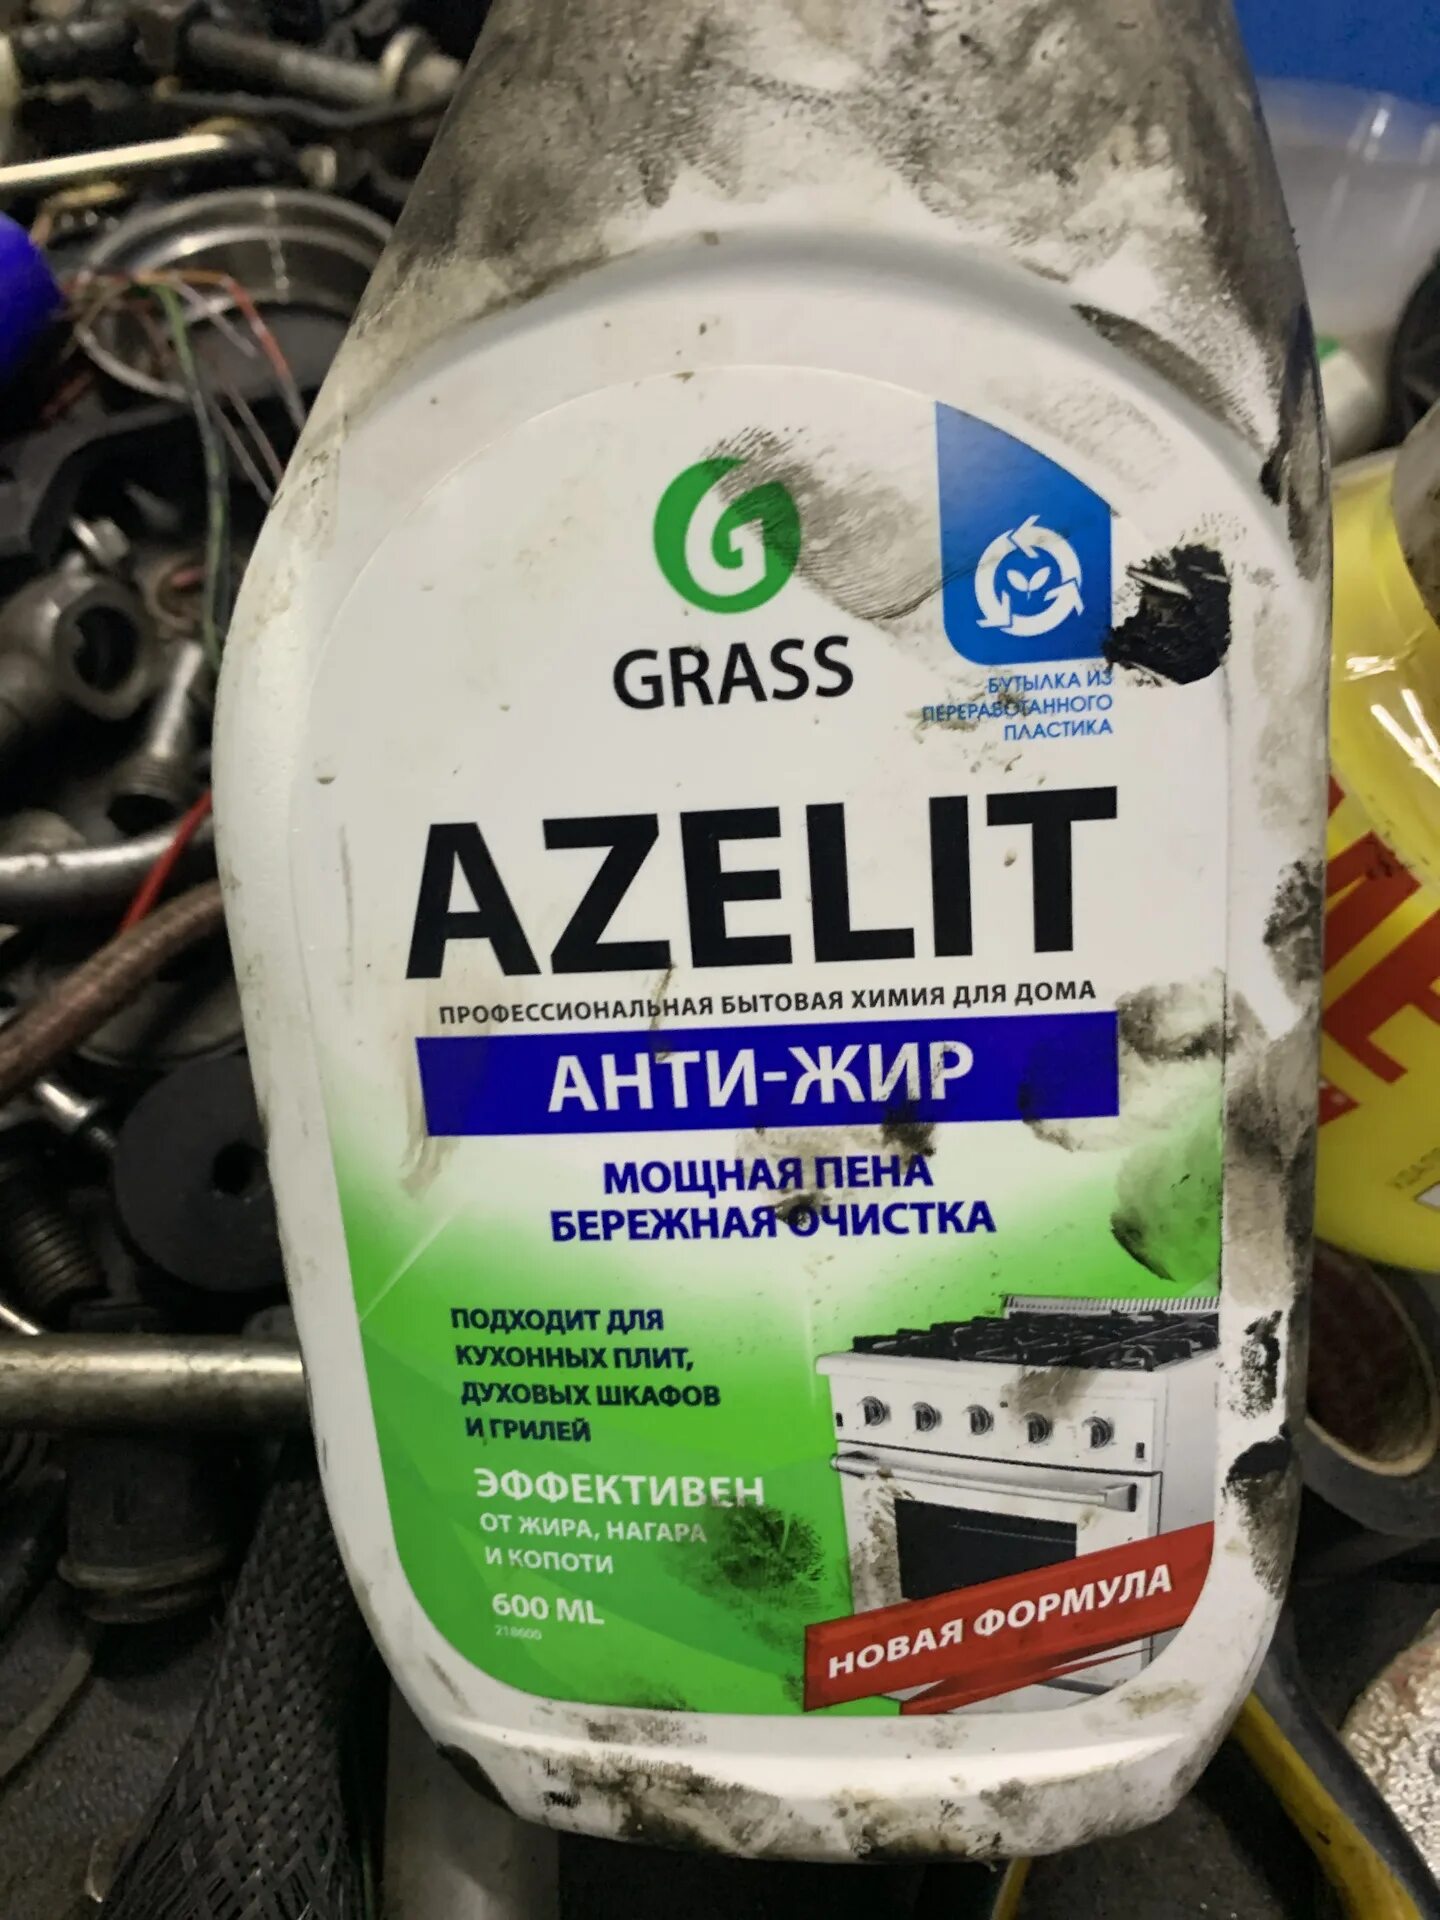 GRASS
БУТЫЛКА ИЗ
ПЕРЕРАБОТАННОГО
ПЛАСТИКА
AZELIT
ПРОФЕССИОНАЛЬНАЯ БЫТОВАЯ ХИМИЯ ДЛЯ ДОМА
АНТИ-ЖИР
МОЩНАЯ ПЕНА
БЕРЕЖНАЯ ОЧИСТКА
ПОДХОДИТ ДЛЯ
КУХОННЫХ ПЛИТ,
ДУХОВЫХ ШКАФОВ
И ГРИЛЕЙ
ЭФФЕКТИВЕН
ОТ ЖИРА, НАГАРА
И КОПОТИ
600 ML
218600
НОВАЯ ФОРМУЛА